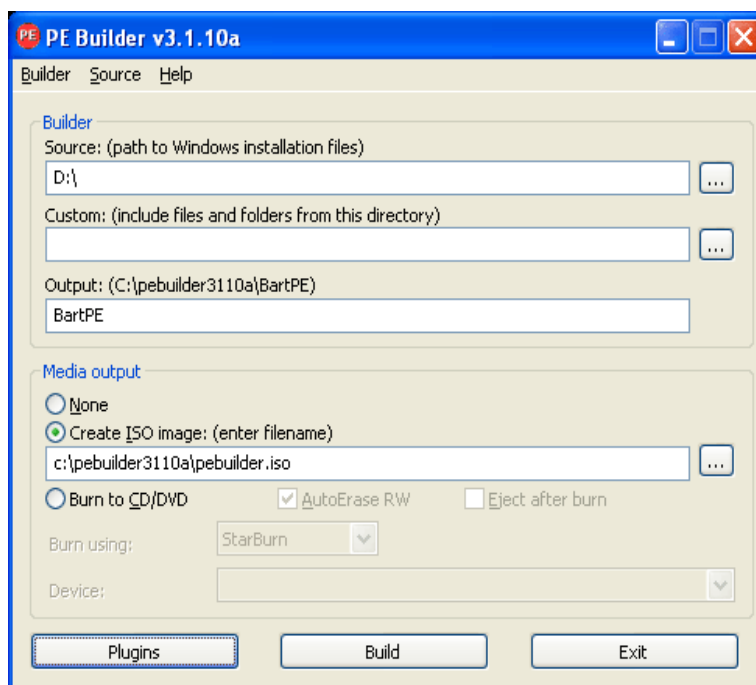 PE PE Builder v3.1.10a
Builder Source Help
Builder
Source: (path to Windows installation files)
D:\
...
Custom: (include files and folders from this directory)
...
Output: (C:\pebuilder3110a\BartPE)
BartPE
Media output
None
Create ISO image: (enter filename)
c:\pebuilder3110a\pebuilder.iso
...
Burn to CD/DVD AutoErase RW Eject after burn
Burn using: StarBurn
Device:
Plugins Build Exit